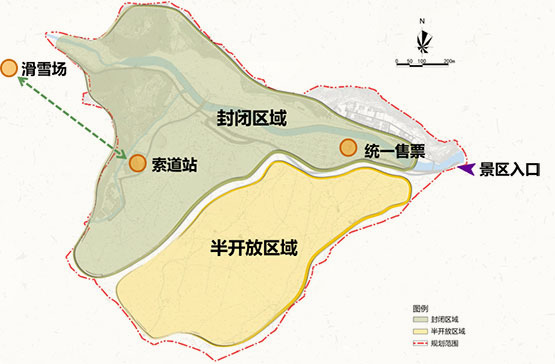 N
0 50 100 200m
滑雪场
封闭区域
统一售票
索道站
景区入口
半开放区域
图例
封闭区域
半开放区域
规划范围